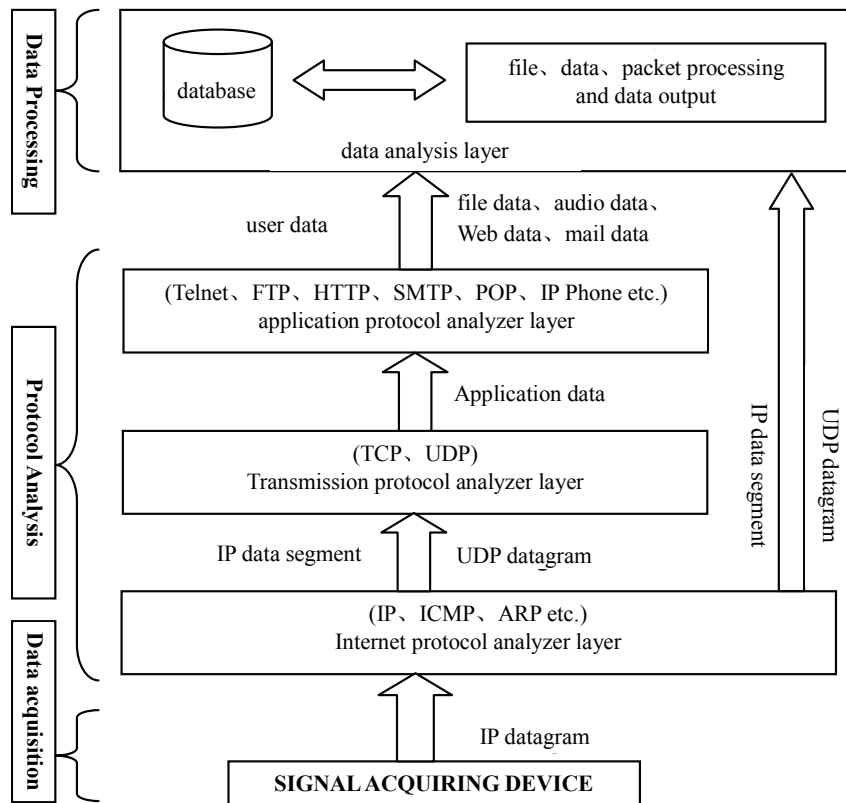 Data Processing
database
file、data、packet processing
and data output
data analysis layer
user data
file data、audio data、
Web data、mail data
Protocol Analysis
(Telnet、FTP、HTTP、SMTP、POP、IP Phone etc.)
application protocol analyzer layer
Application data
(TCP、UDP)
Transmission protocol analyzer layer
IP data segment
UDP datagram
IP data segment
UDP datagram
(IP、ICMP、ARP etc.)
Internet protocol analyzer layer
Data acquisition
IP datagram
SIGNAL ACQUIRING DEVICE